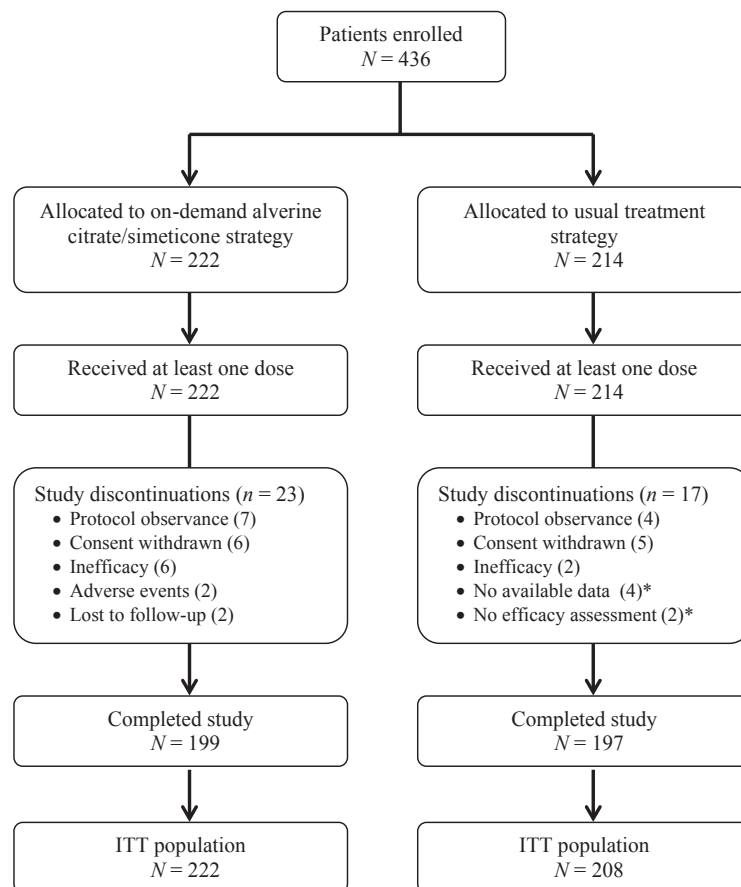 Patients enrolled
N = 436
Allocated to on-demand alverine
citrate/simeticone strategy
N = 222
Allocated to usual treatment
strategy
N = 214
Received at least one dose
N = 222
Received at least one dose
N = 214
Study discontinuations (n = 23)
• Protocol observance (7)
• Consent withdrawn (6)
• Inefficacy (6)
• Adverse events (2)
• Lost to follow-up (2)
Study discontinuations (n = 17)
• Protocol observance (4)
• Consent withdrawn (5)
• Inefficacy (2)
• No available data (4)*
• No efficacy assessment (2)*
Completed study
N = 199
Completed study
N = 197
ITT population
N = 222
ITT population
N = 208